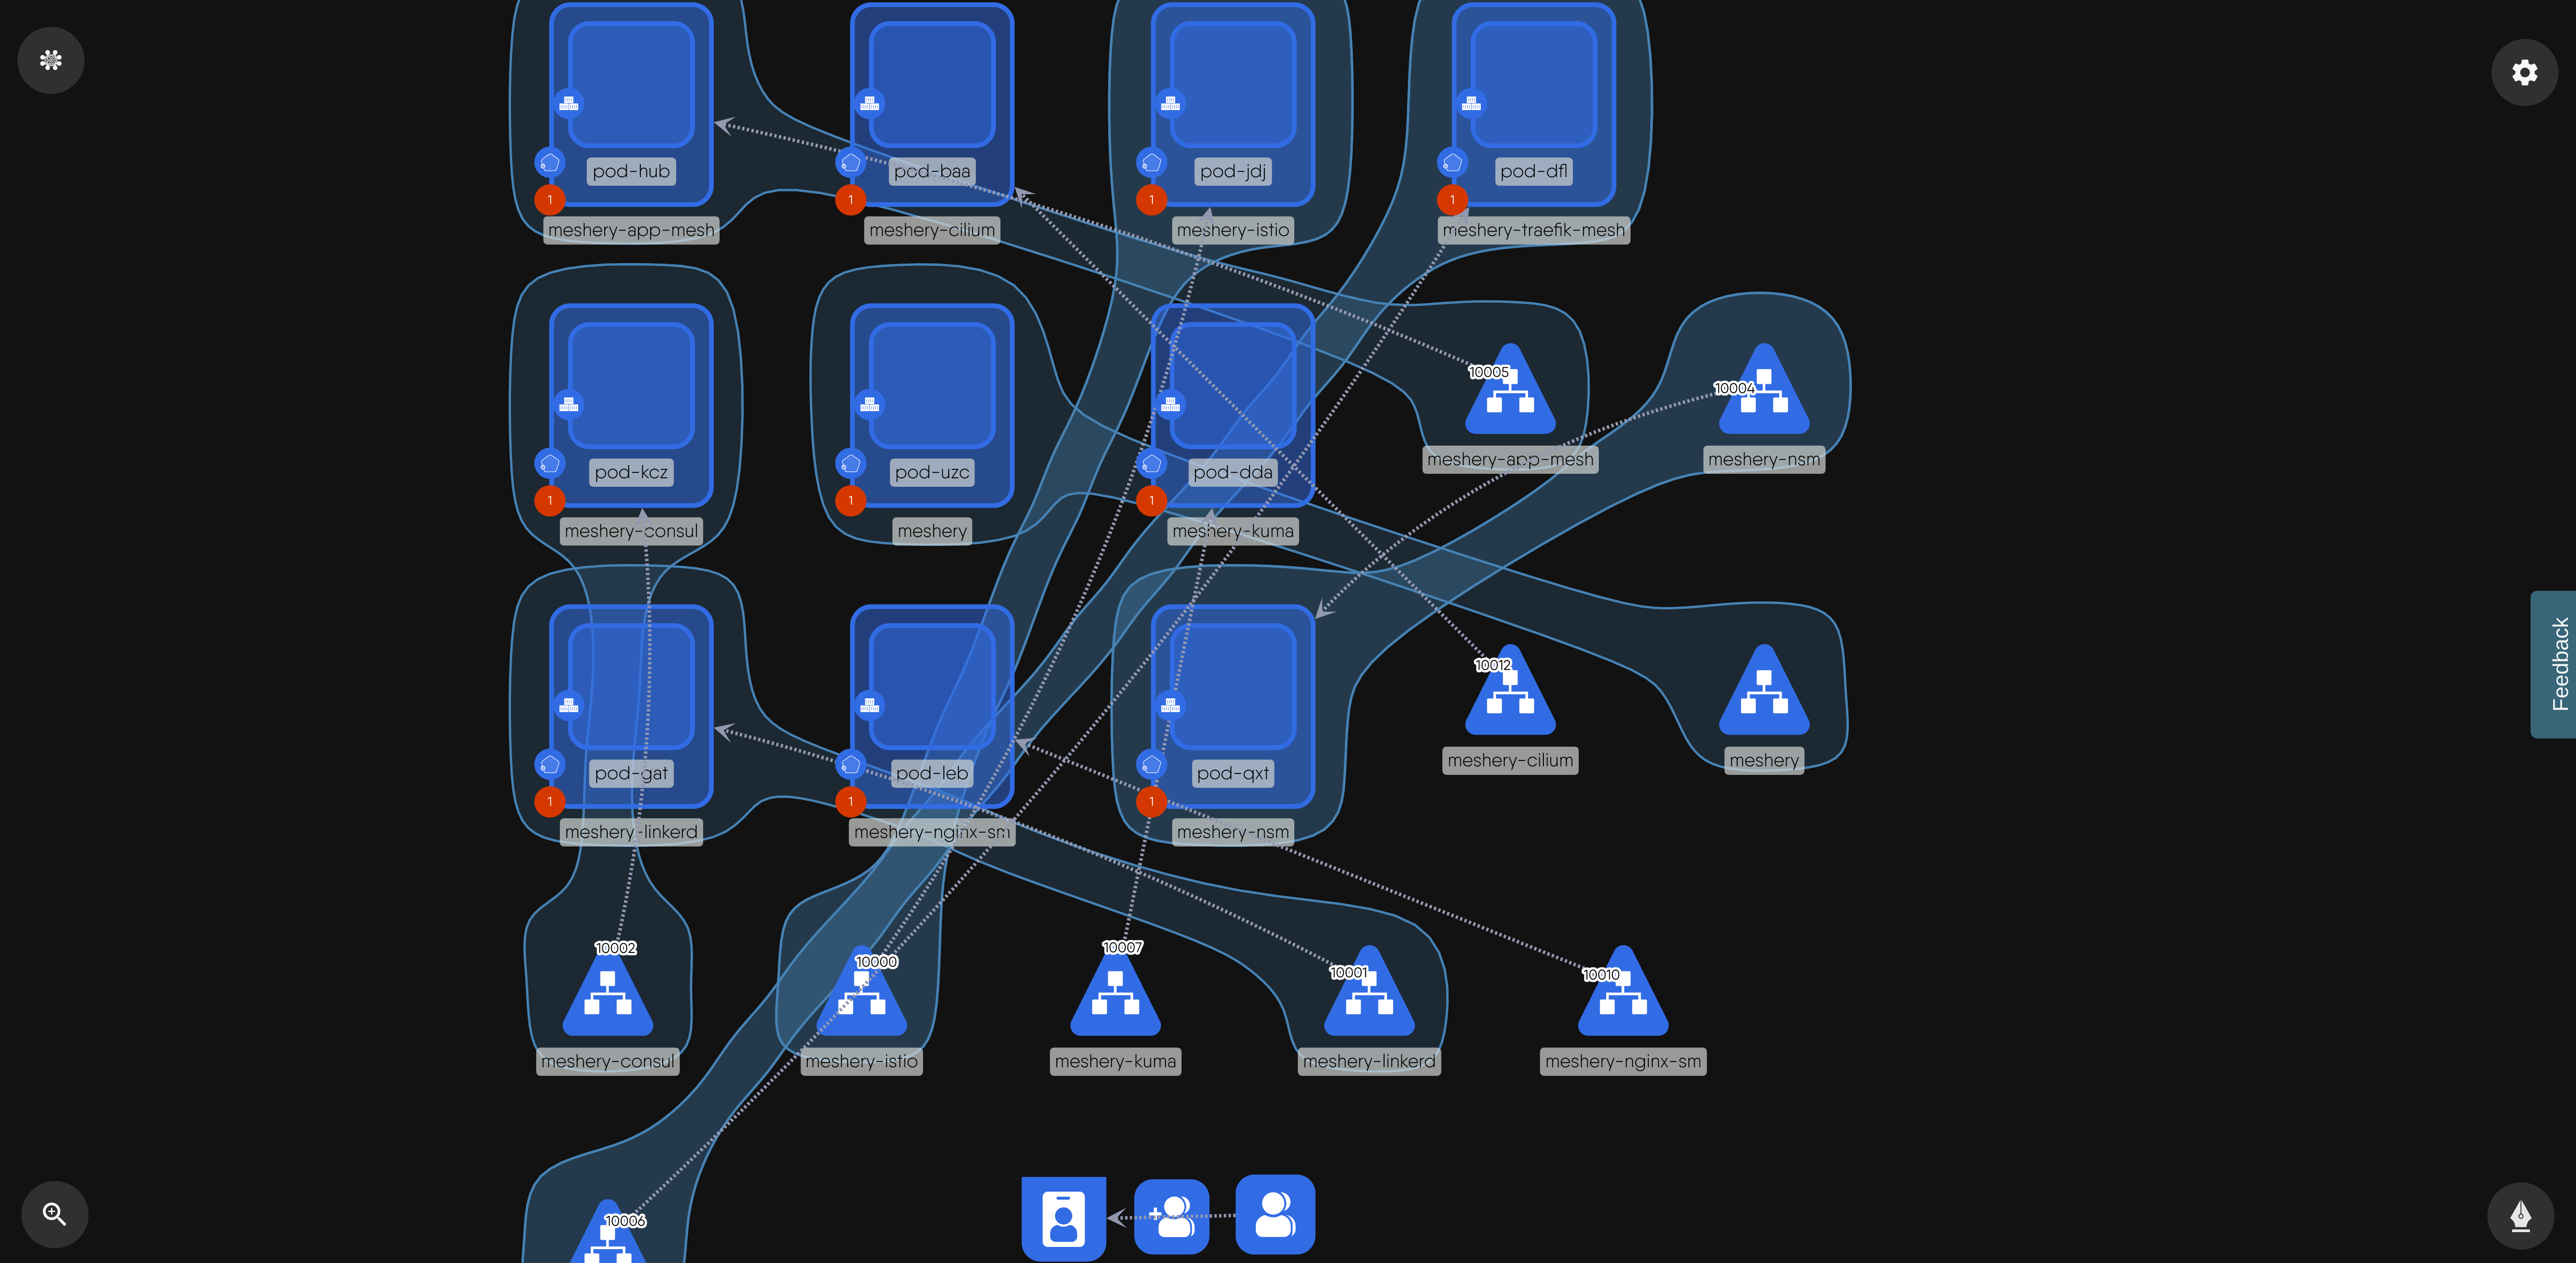 pod-hub
pod-baa
pod-jdj
pod-dfl
1
1
1
1
meshery-app-mesh
meshery-cilium
meshery-istio
meshery-traefik-mesh
10005
10004
pod-kcz
pod-uzc
pod-dda
meshery-app-mesh
meshery-nsm
1
1
1
meshery-consul
meshery
meshery-kuma
10012
Feedback
pod-gat
pod-leb
pod-qxt
meshery-cilium
meshery
1
1
1
meshery-linkerd
meshery-nginx-sm
meshery-nsm
10002
10000
10007
10001
10010
meshery-consul
meshery-istio
meshery-kuma
meshery-linkerd
meshery-nginx-sm
10006